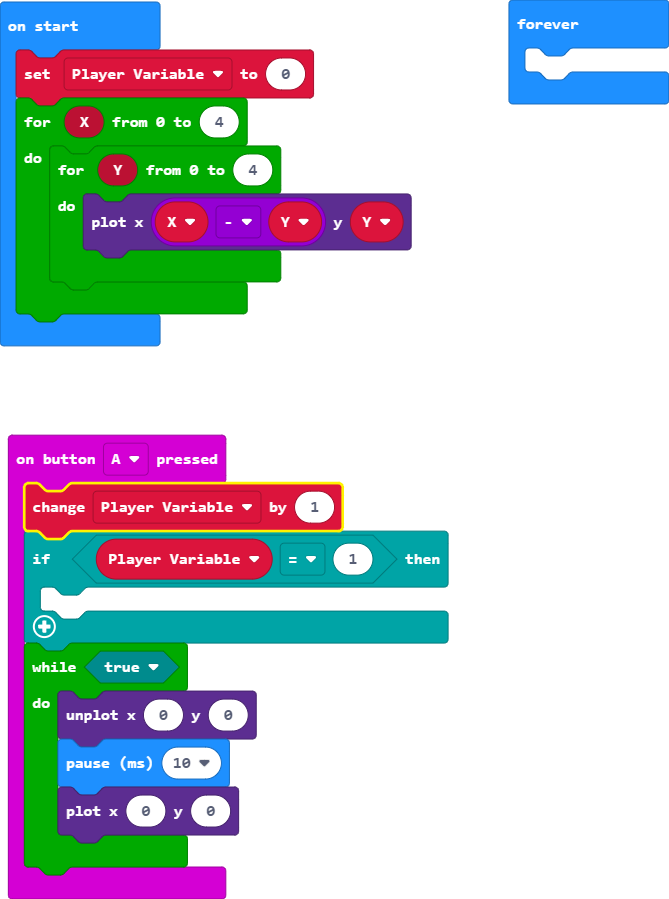 on start
forever
set Player Variable to 0
for X from 0 to 4
do
for Y from 0 to 4
do
plot x X - Y y Y
on button A pressed
change Player Variable by 1
if Player Variable = 1 then
while true
do
unplot x 0 y 0
pause (ms) 10
plot x 0 y 0